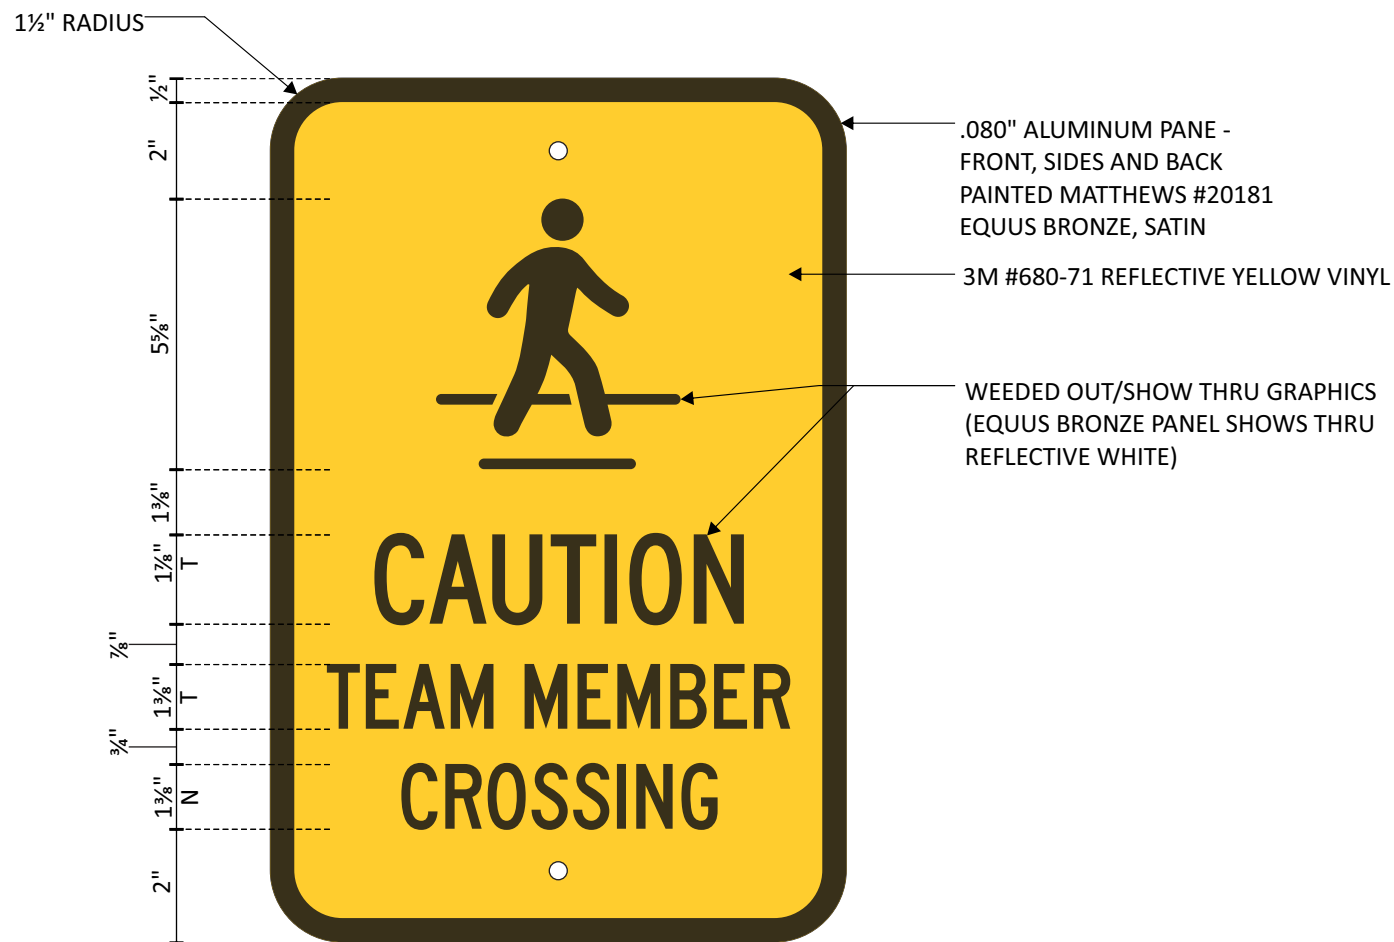 1½" RADIUS
½"
2"
5⅝"
1⅜"
1⅞"
T
⅞"
1⅜"
T
¾"
1⅜"
N
2"
CAUTION
TEAM MEMBER
CROSSING
.080" ALUMINUM PANE -
FRONT, SIDES AND BACK
PAINTED MATTHEWS #20181
EQUUS BRONZE, SATIN
3M #680-71 REFLECTIVE YELLOW VINYL
WEEDED OUT/SHOW THRU GRAPHICS
(EQUUS BRONZE PANEL SHOWS THRU
REFLECTIVE WHITE)